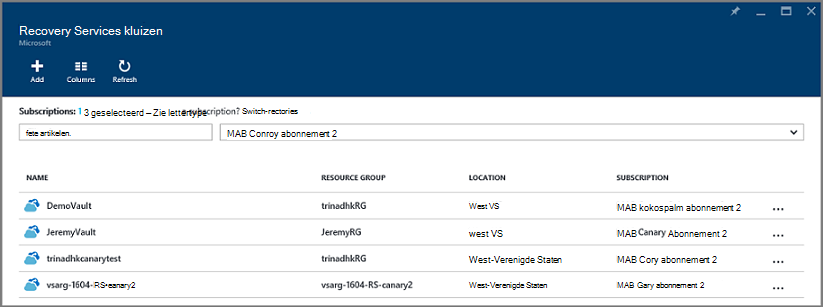 Recovery Services kluizen
Microsoft
Add Columns Refresh
Subscriptions: 1 3 geselecteerd – Zie lettertype a subscription? Switch-rectories
fete artikelen. MAB Conroy abonnement 2
NAME RESOURCE GROUP LOCATION SUBSCRIPTION
DemoVault trinadhkRG West VS MAB kokospalm abonnement 2 ...
JeremyVault JeremyRG west VS MAB Canary Abonnement 2 ...
trinadhkcanarytest trinadhkRG West-Verenigde Staten MAB Cory abonnement 2 ...
vsarg-1604-RS-canary2 vsarg-1604-RS-canary2 West-Verenigde Staten MAB Gary abonnement 2 ...